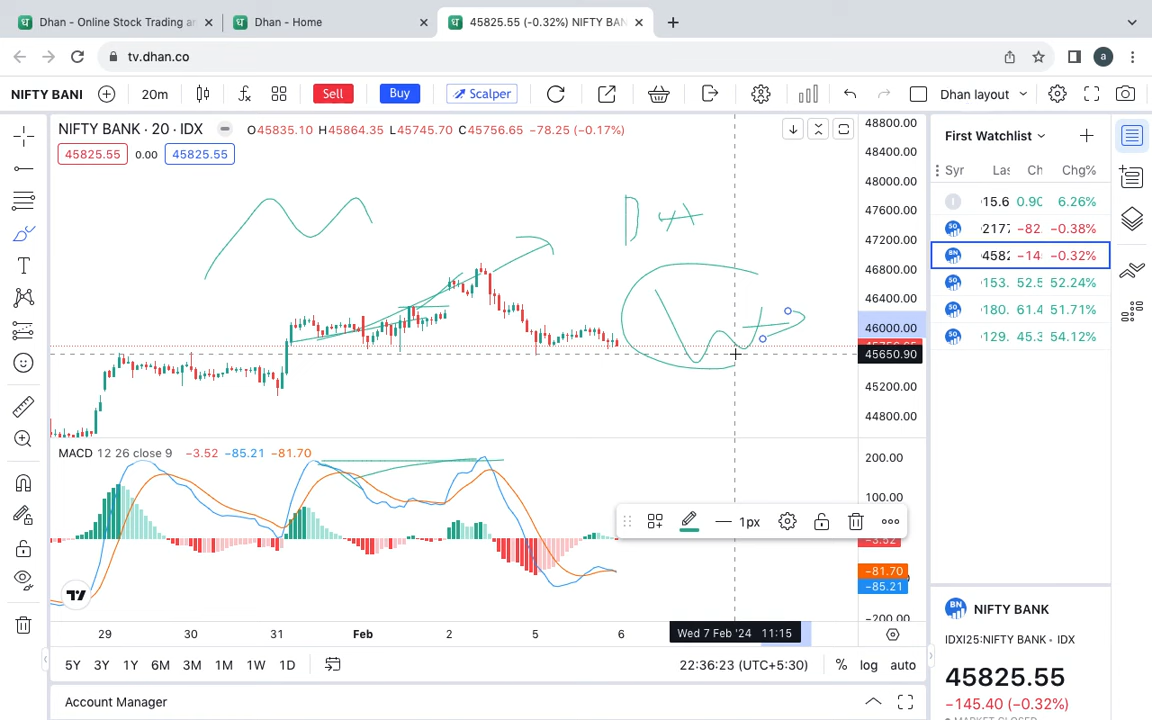 Dhan - Online Stock Trading an
Dhan - Home
45825.55 (-0.32%) NIFTY BAN
tv.dhan.co
a
NIFTY BANI
20m
Sell
Buy
Scalper
Dhan layout
NIFTY BANK · 20 · IDX
O45835.10 H45864.35 L45745.70 C45756.65 −78.25 (−0.17%)
45825.55 0.00 45825.55
48800.00
48400.00
48000.00
47600.00
47200.00
46800.00
46400.00
46000.00
45650.90
45200.00
44800.00
MACD 12 26 close 9 −3.52 −85.21 −81.70
200.00
100.00
−3.52
−81.70
−85.21
−200.00
1px
29 30 31 Feb 2 5 6
Wed 7 Feb '24 11:15
5Y 3Y 1Y 6M 3M 1M 1W 1D
22:36:23 (UTC+5:30) % log auto
Account Manager
First Watchlist
Syr Las Ch Chg%
15.6 0.90 6.26%
2177 −82. −0.38%
4582 −14 −0.32%
153. 52.5 52.24%
180. 61.4 51.71%
129. 45.3 54.12%
BN NIFTY BANK
IDXI25:NIFTY BANK · IDX
45825.55
−145.40 (−0.32%)
MARKET CLOSED